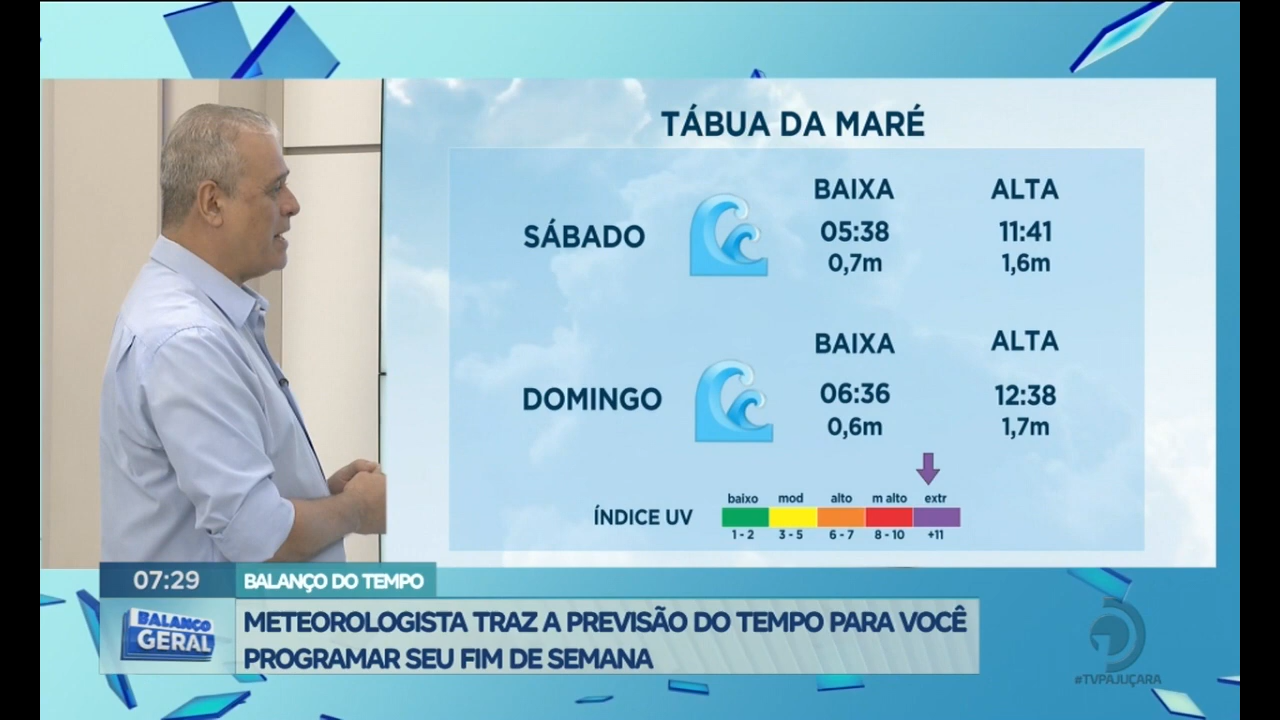 TÁBUA DA MARÉ
BAIXA ALTA
SÁBADO 05:38 11:41
0,7m 1,6m
BAIXA ALTA
DOMINGO 06:36 12:38
0,6m 1,7m
baixo mod alto m alto extr
ÍNDICE UV
1 - 2 3 - 5 6 - 7 8 - 10 +11
07:29 BALANÇO DO TEMPO
BALANÇO
GERAL
METEOROLOGISTA TRAZ A PREVISÃO DO TEMPO PARA VOCÊ
PROGRAMAR SEU FIM DE SEMANA
#TVPAJUÇARA